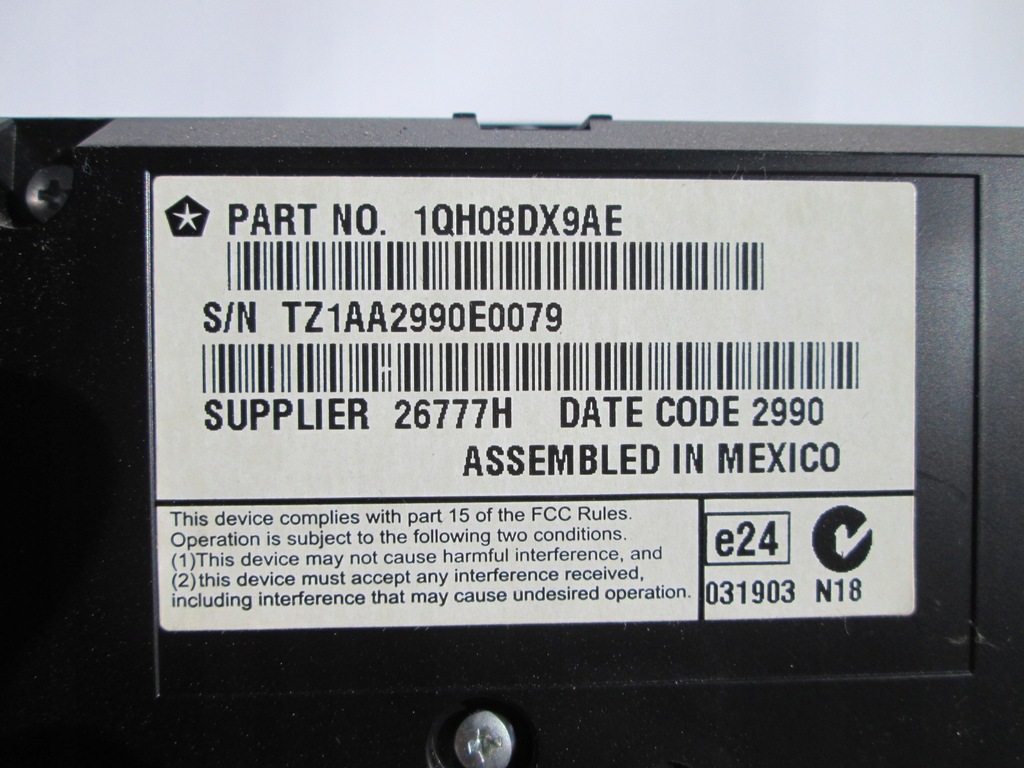 PART NO. 1QH08DX9AE
S/N TZ1AA2990E0079
SUPPLIER 26777H DATE CODE 2990
ASSEMBLED IN MEXICO
This device complies with part 15 of the FCC Rules.
Operation is subject to the following two conditions.
(1)This device may not cause harmful interference, and
(2)this device must accept any interference received,
including interference that may cause undesired operation.
e24
031903 N18